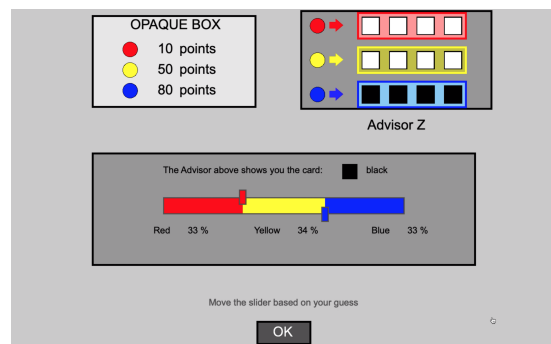 OPAQUE BOX
10 points
50 points
80 points
Advisor Z
The Advisor above shows you the card: black
Red 33 % Yellow 34 % Blue 33 %
Move the slider based on your guess
OK